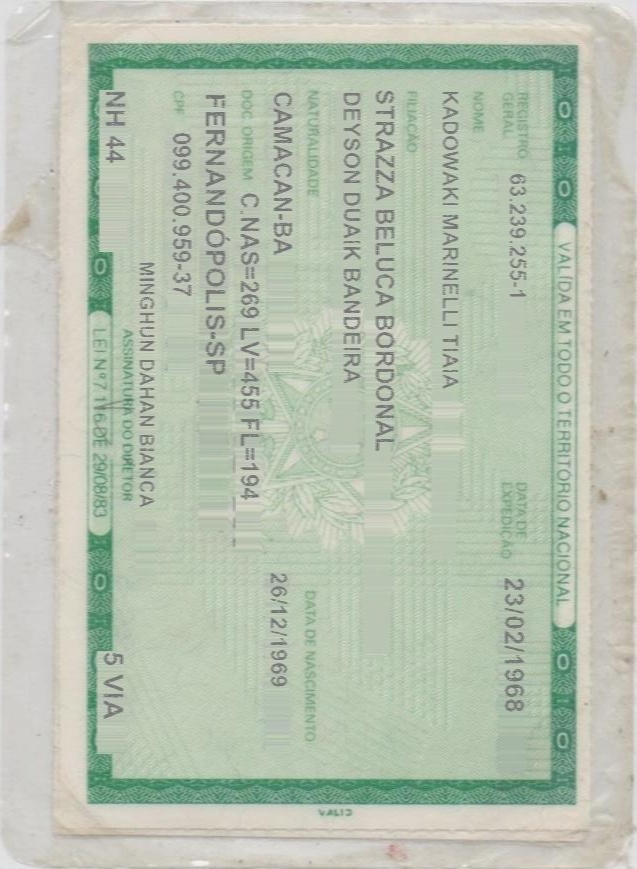 VÁLIDA EM TODO O TERRITÓRIO NACIONAL
REGISTRO GERAL 63.239.255-1 DATA DE EXPEDIÇÃO 23/02/1968
NOME
KADOWAKI MARINELLI TIAIA
FILIAÇÃO
STRAZZA BELUCA BORDONAL
DEYSON DUAIK BANDEIRA
NATURALIDADE DATA DE NASCIMENTO
CAMACAN-BA 26/12/1969
DOC ORIGEM C.NAS=269 LV=455 FL=194
FERNANDÓPOLIS-SP
CPF 099.400.959-37
MINGHUN DAHAN BIANCA
NH 44 5 VIA
ASSINATURA DO DIRETOR
LEI Nº 7.116 DE 29/08/83